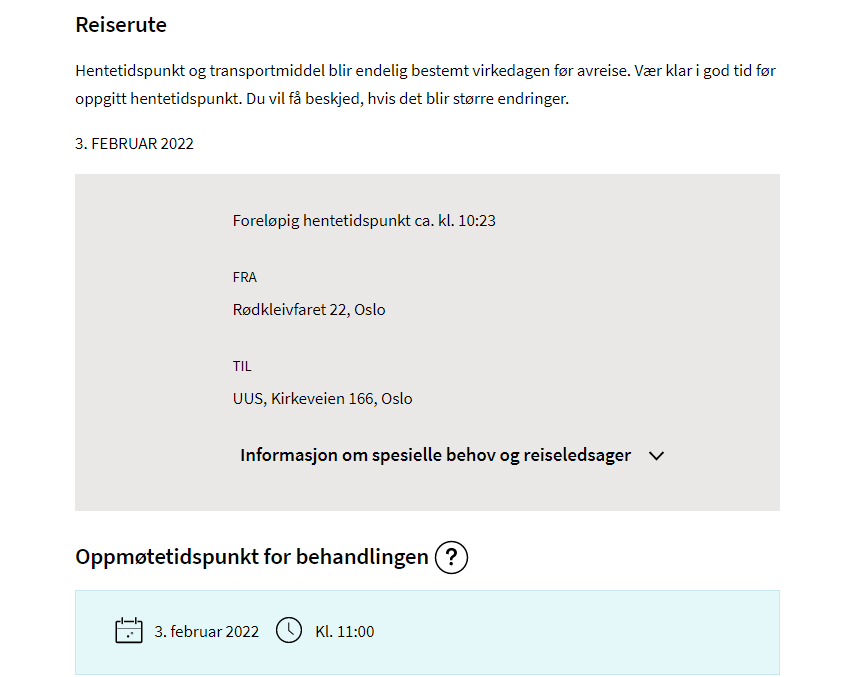 Reiserute
Hentetidspunkt og transportmiddel blir endelig bestemt virkedagen før avreise. Vær klar i god tid før
oppgitt hentetidspunkt. Du vil få beskjed, hvis det blir større endringer.
3. FEBRUAR 2022
Foreløpig hentetidspunkt ca. kl. 10:23
FRA
Rødkleivfaret 22, Oslo
TIL
UUS, Kirkeveien 166, Oslo
Informasjon om spesielle behov og reiseledsager
Oppmøtetidspunkt for behandlingen ?
3. februar 2022 Kl. 11:00